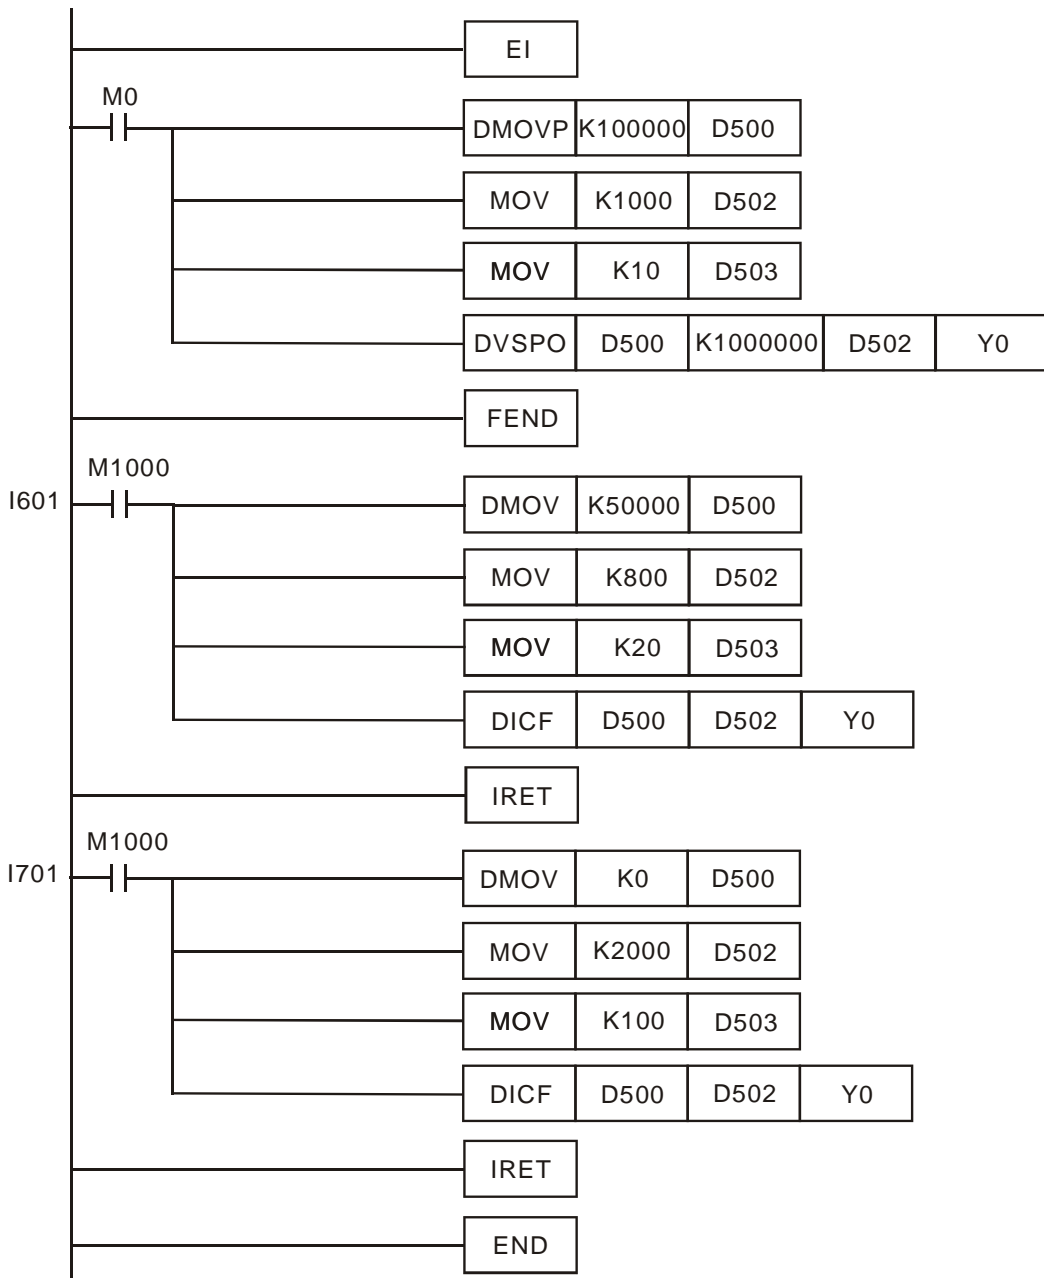 EI
M0
DMOVP K100000 D500
MOV K1000 D502
MOV K10 D503
DVSPO D500 K1000000 D502 Y0
FEND
M1000
I601
DMOV K50000 D500
MOV K800 D502
MOV K20 D503
DICF D500 D502 Y0
IRET
M1000
I701
DMOV K0 D500
MOV K2000 D502
MOV K100 D503
DICF D500 D502 Y0
IRET
END